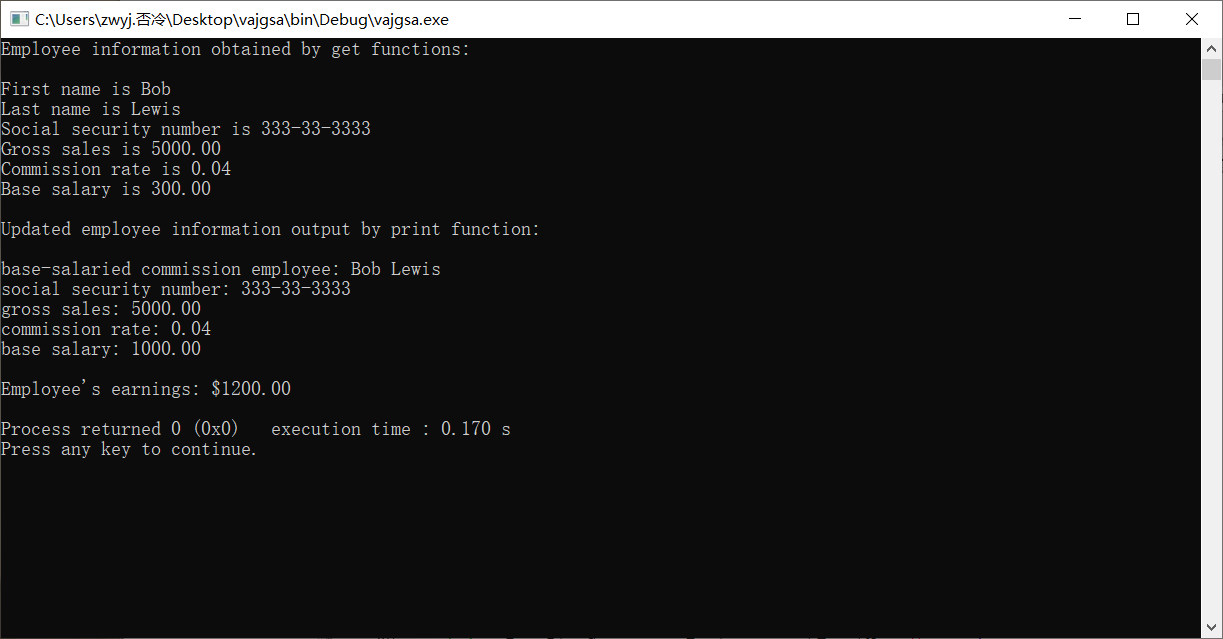 C:\Users\zwyj.否冷\Desktop\vajgsa\bin\Debug\vajgsa.exe
Employee information obtained by get functions:
First name is Bob
Last name is Lewis
Social security number is 333-33-3333
Gross sales is 5000.00
Commission rate is 0.04
Base salary is 300.00
Updated employee information output by print function:
base-salaried commission employee: Bob Lewis
social security number: 333-33-3333
gross sales: 5000.00
commission rate: 0.04
base salary: 1000.00
Employee's earnings: $1200.00
Process returned 0 (0x0)   execution time : 0.170 s
Press any key to continue.